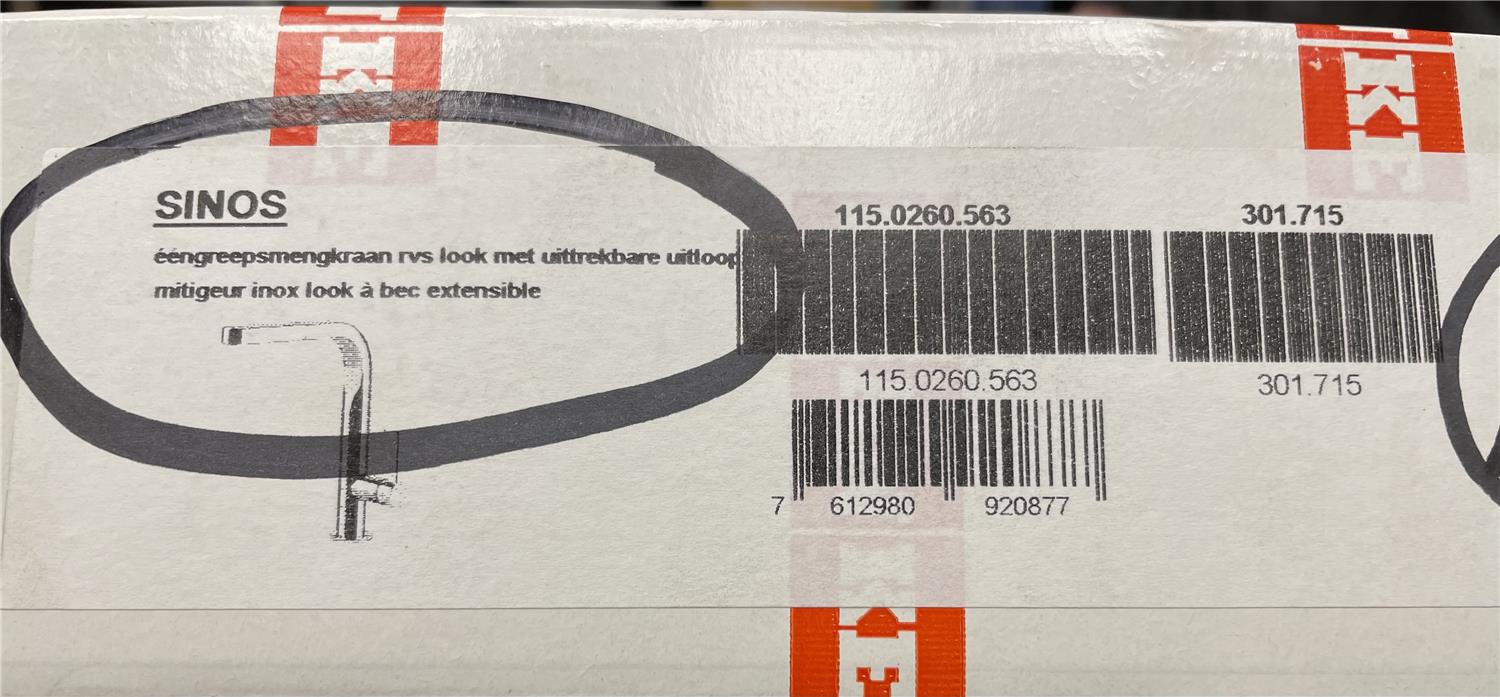 SINOS
ééngreepsmengkraan rvs look met uittrekbare uitloop
mitigeur inox look à bec extensible
115.0260.563
115.0260.563
301.715
301.715
7 612980 920877